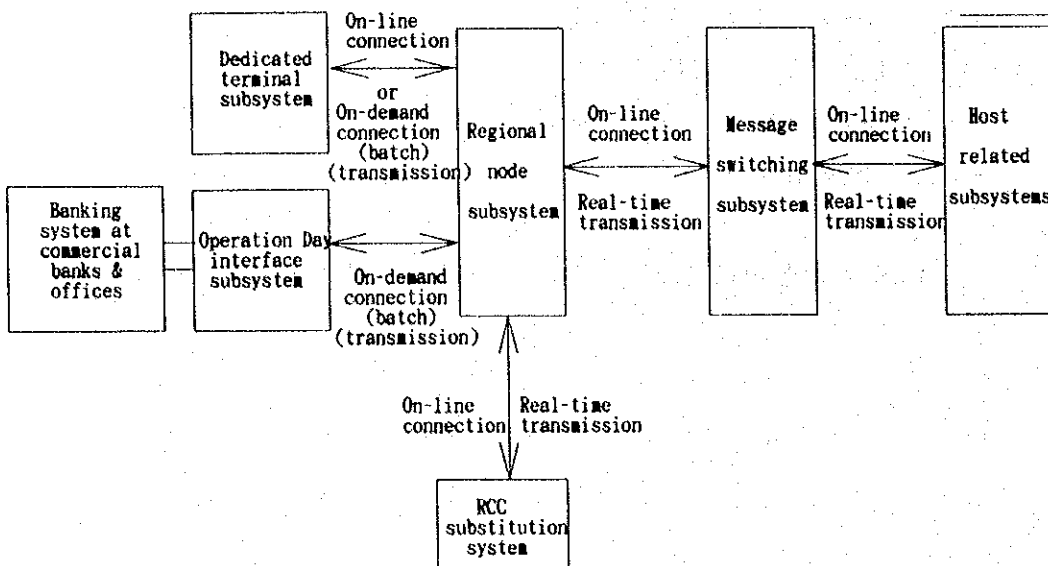 Dedicated
terminal
subsystem
On-line
connection
or
On-demand
connection
(batch)
(transmission)
Regional
node
subsystem
On-line
connection
Real-time
transmission
Message
switching
subsystem
On-line
connection
Real-time
transmission
Host
related
subsystems
Banking
system at
commercial
banks &
offices
Operation Day
interface
subsystem
On-demand
connection
(batch)
(transmission)
On-line
connection
Real-time
transmission
RCC
substitution
system